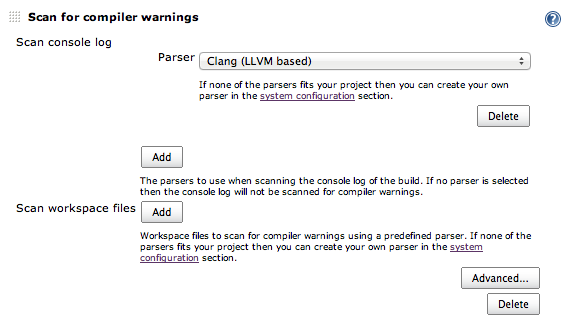 Scan for compiler warnings
?
Scan console log
Parser
Clang (LLVM based)
If none of the parsers fits your project then you can create your own
parser in the system configuration section.
Delete
Add
The parsers to use when scanning the console log of the build. If no parser is selected
then the console log will not be scanned for compiler warnings.
Scan workspace files
Add
Workspace files to scan for compiler warnings using a predefined parser. If none of the
parsers fits your project then you can create your own parser in the system
configuration section.
Advanced...
Delete